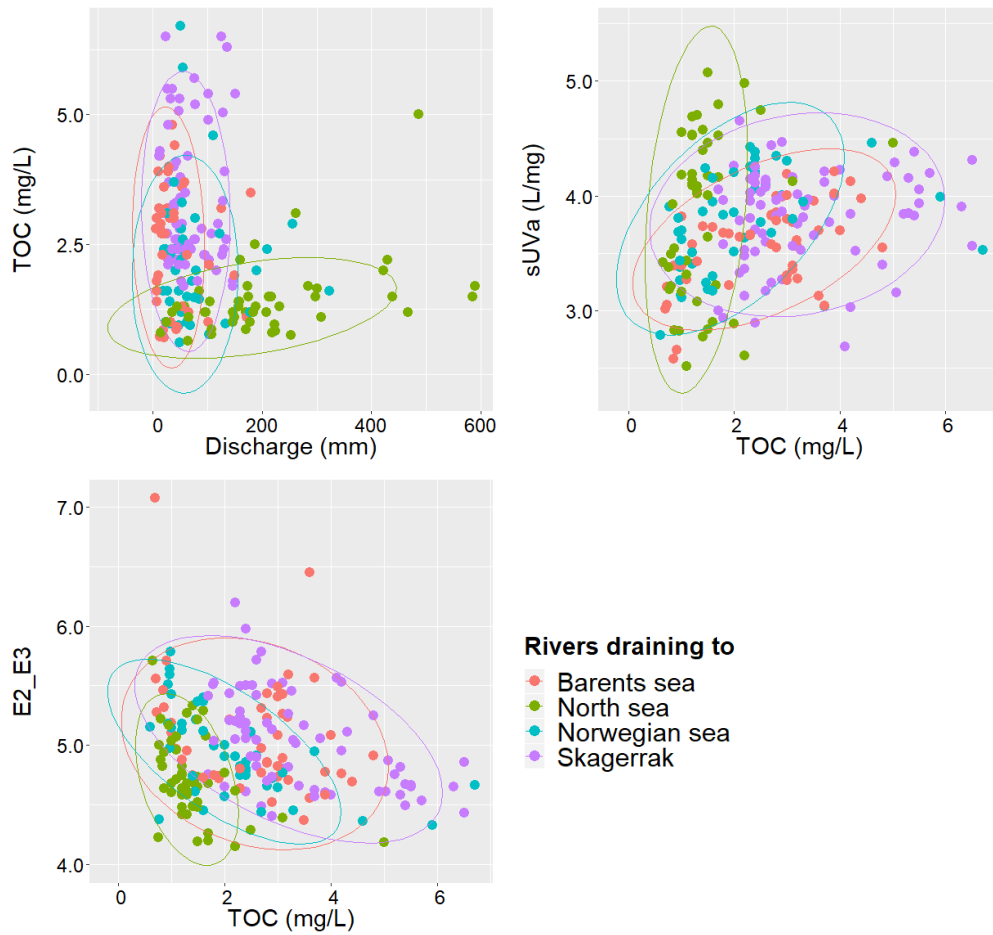 TOC (mg/L)
5.0
2.5
0.0
0
200
400
600
Discharge (mm)
sUVa (L/mg)
5.0
4.0
3.0
0
2
4
6
TOC (mg/L)
E2_E3
7.0
6.0
5.0
4.0
0
2
4
6
TOC (mg/L)
Rivers draining to
Barents sea
North sea
Norwegian sea
Skagerrak